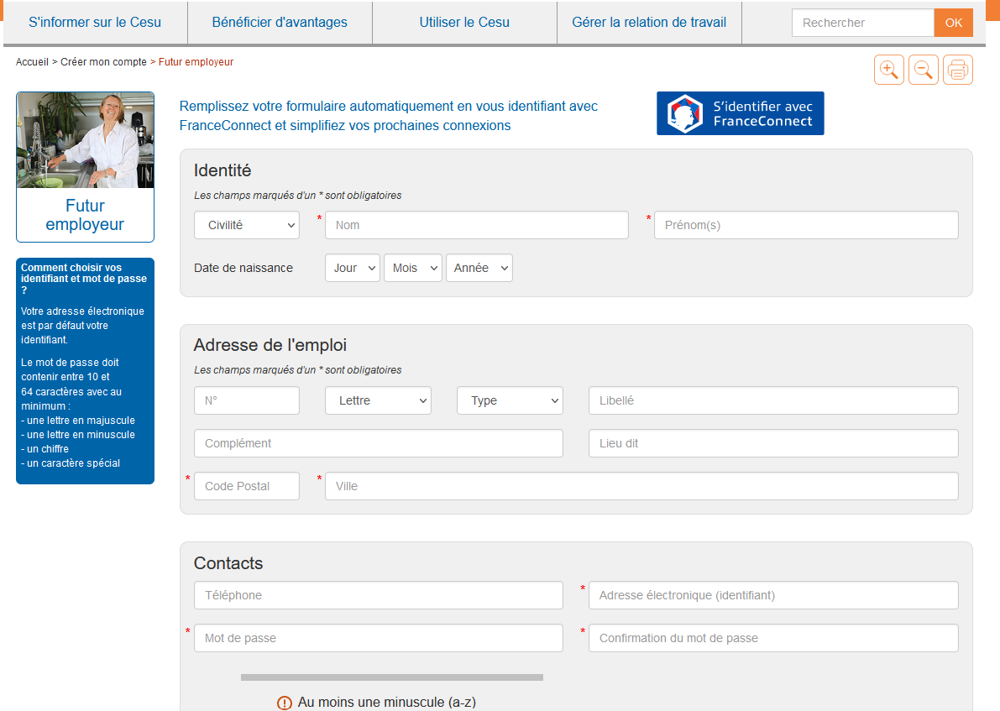 S'informer sur le Cesu
Bénéficier d'avantages
Utiliser le Cesu
Gérer la relation de travail
Rechercher
OK
Accueil > Créer mon compte > Futur employeur
Futur
employeur
Comment choisir vos
identifiant et mot de passe
?
Votre adresse électronique
est par défaut votre
identifiant.
Le mot de passe doit
contenir entre 10 et
64 caractères avec au
minimum :
- une lettre en majuscule
- une lettre en minuscule
- un chiffre
- un caractère spécial
Remplissez votre formulaire automatiquement en vous identifiant avec
FranceConnect et simplifiez vos prochaines connexions
S'identifier avec
FranceConnect
Identité
Les champs marqués d'un * sont obligatoires
Civilité
* Nom
* Prénom(s)
Date de naissance
Jour
Mois
Année
Adresse de l'emploi
Les champs marqués d'un * sont obligatoires
N°
Lettre
Type
Libellé
Complément
Lieu dit
* Code Postal
* Ville
Contacts
Téléphone
* Adresse électronique (identifiant)
* Mot de passe
* Confirmation du mot de passe
Au moins une minuscule (a-z)